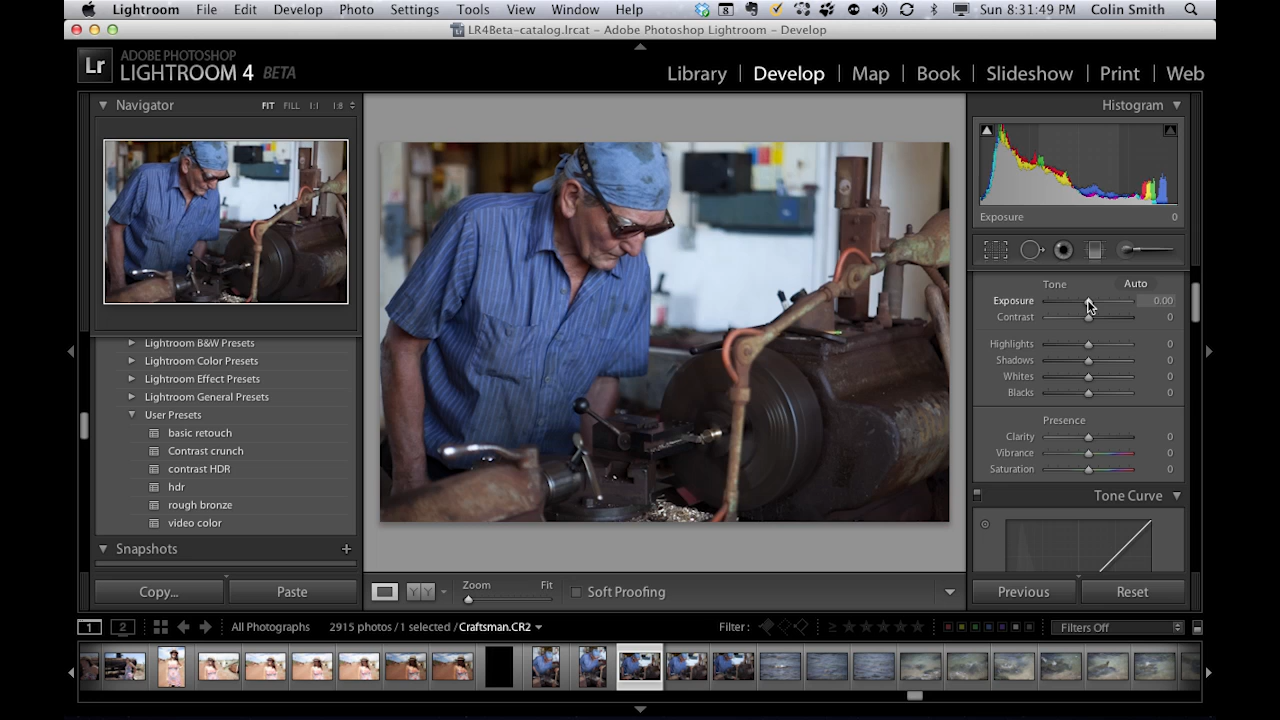 Lightroom File Edit Develop Photo Settings Tools View Window Help 8 Sun 8:31:49 PM Colin Smith
LR4Beta-catalog.lrcat – Adobe Photoshop Lightroom – Develop
Lr ADOBE PHOTOSHOP
LIGHTROOM 4 BETA
Library | Develop | Map | Book | Slideshow | Print | Web
Navigator FIT FILL 1:1 1:8
Histogram
Exposure 0
Tone Auto
Exposure 0.00
Contrast 0
Highlights 0
Shadows 0
Whites 0
Blacks 0
Presence
Clarity 0
Vibrance 0
Saturation 0
Tone Curve
Lightroom B&W Presets
Lightroom Color Presets
Lightroom Effect Presets
Lightroom General Presets
User Presets
basic retouch
Contrast crunch
contrast HDR
hdr
rough bronze
video color
Snapshots +
Copy... Paste
YY Zoom Fit Soft Proofing
Previous Reset
1 2 All Photographs 2915 photos / 1 selected / Craftsman.CR2 Filter : ≥ Filters Off